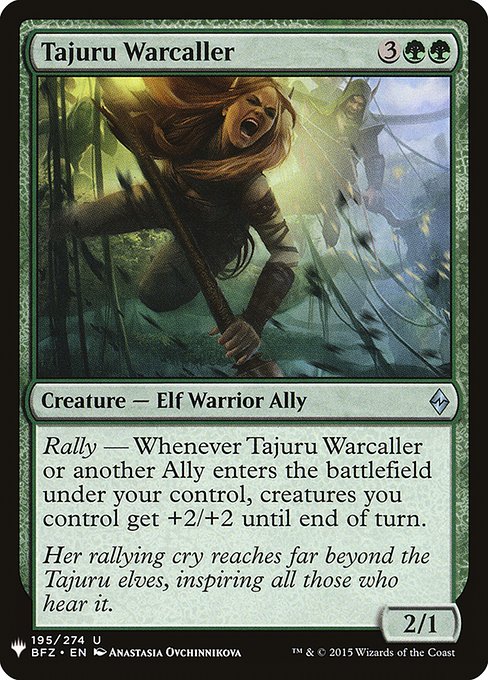 Tajuru Warcaller 3
Creature — Elf Warrior Ally
Rally — Whenever Tajuru Warcaller
or another Ally enters the battlefield
under your control, creatures you
control get +2/+2 until end of turn.
Her rallying cry reaches far beyond the
Tajuru elves, inspiring all those who
hear it.
2/1
195/274 U
BFZ • EN Anastasia Ovchinnikova
™ & © 2015 Wizards of the Coast